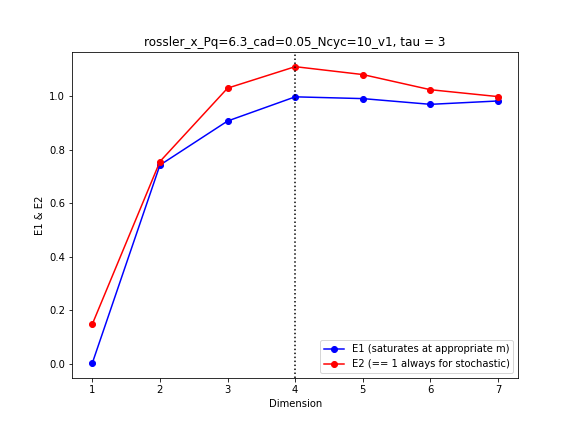 rossler_x_Pq=6.3_cad=0.05_Ncyc=10_v1, tau = 3
E1 & E2
1.0
0.8
0.6
0.4
0.2
0.0
E1 (saturates at appropriate m)
E2 (== 1 always for stochastic)
1 2 3 4 5 6 7
Dimension